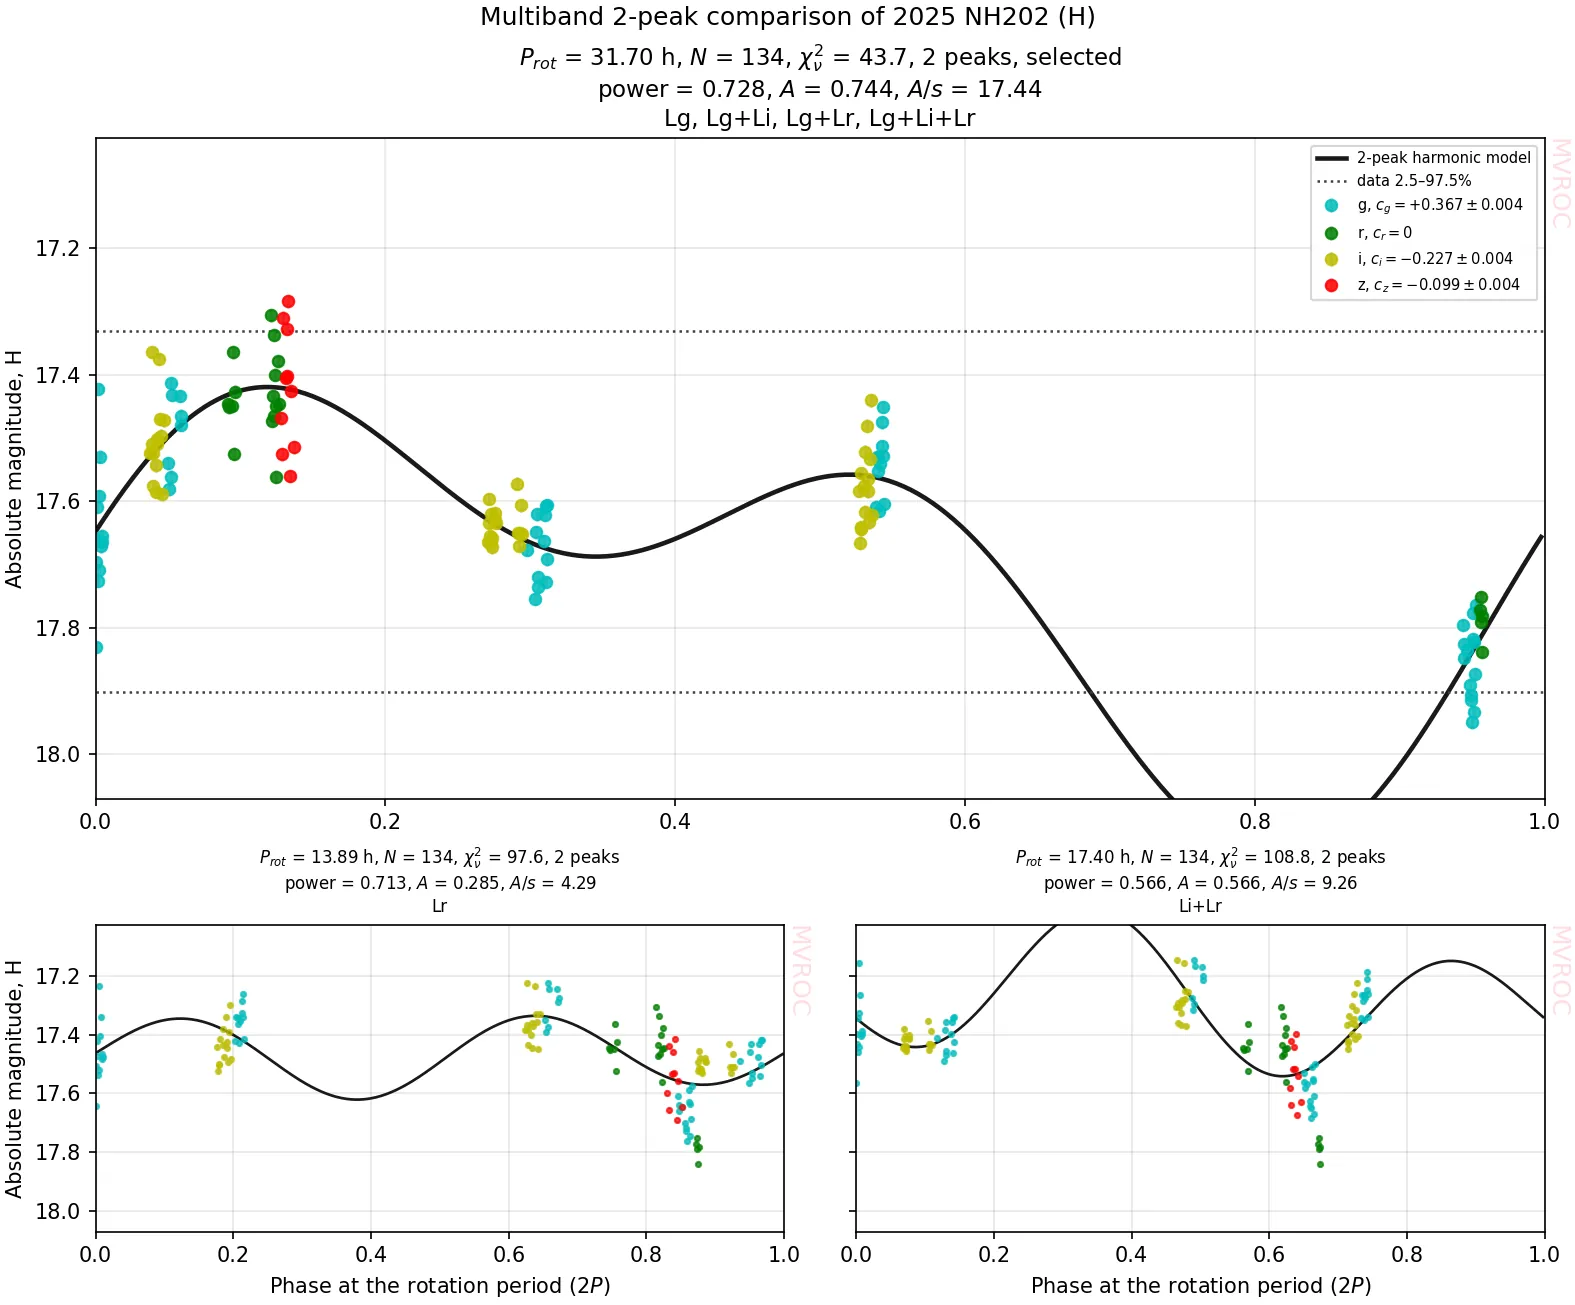 Multiband 2-peak comparison of 2025 NH202 (H)
P_rot = 31.70 h, N = 134, χ²_ν = 43.7, 2 peaks, selected
power = 0.728, A = 0.744, A/s = 17.44
Lg, Lg+Li, Lg+Lr, Lg+Li+Lr
MVROC
2-peak harmonic model
data 2.5–97.5%
g, c_g = +0.367 ± 0.004
r, c_r = 0
i, c_i = −0.227 ± 0.004
z, c_z = −0.099 ± 0.004
Absolute magnitude, H
17.2
17.4
17.6
17.8
18.0
0.0 0.2 0.4 0.6 0.8 1.0
P_rot = 13.89 h, N = 134, χ²_ν = 97.6, 2 peaks
power = 0.713, A = 0.285, A/s = 4.29
Lr
MVROC
Absolute magnitude, H
17.2
17.4
17.6
17.8
18.0
0.0 0.2 0.4 0.6 0.8 1.0
Phase at the rotation period (2P)
P_rot = 17.40 h, N = 134, χ²_ν = 108.8, 2 peaks
power = 0.566, A = 0.566, A/s = 9.26
Li+Lr
MVROC
0.0 0.2 0.4 0.6 0.8 1.0
Phase at the rotation period (2P)